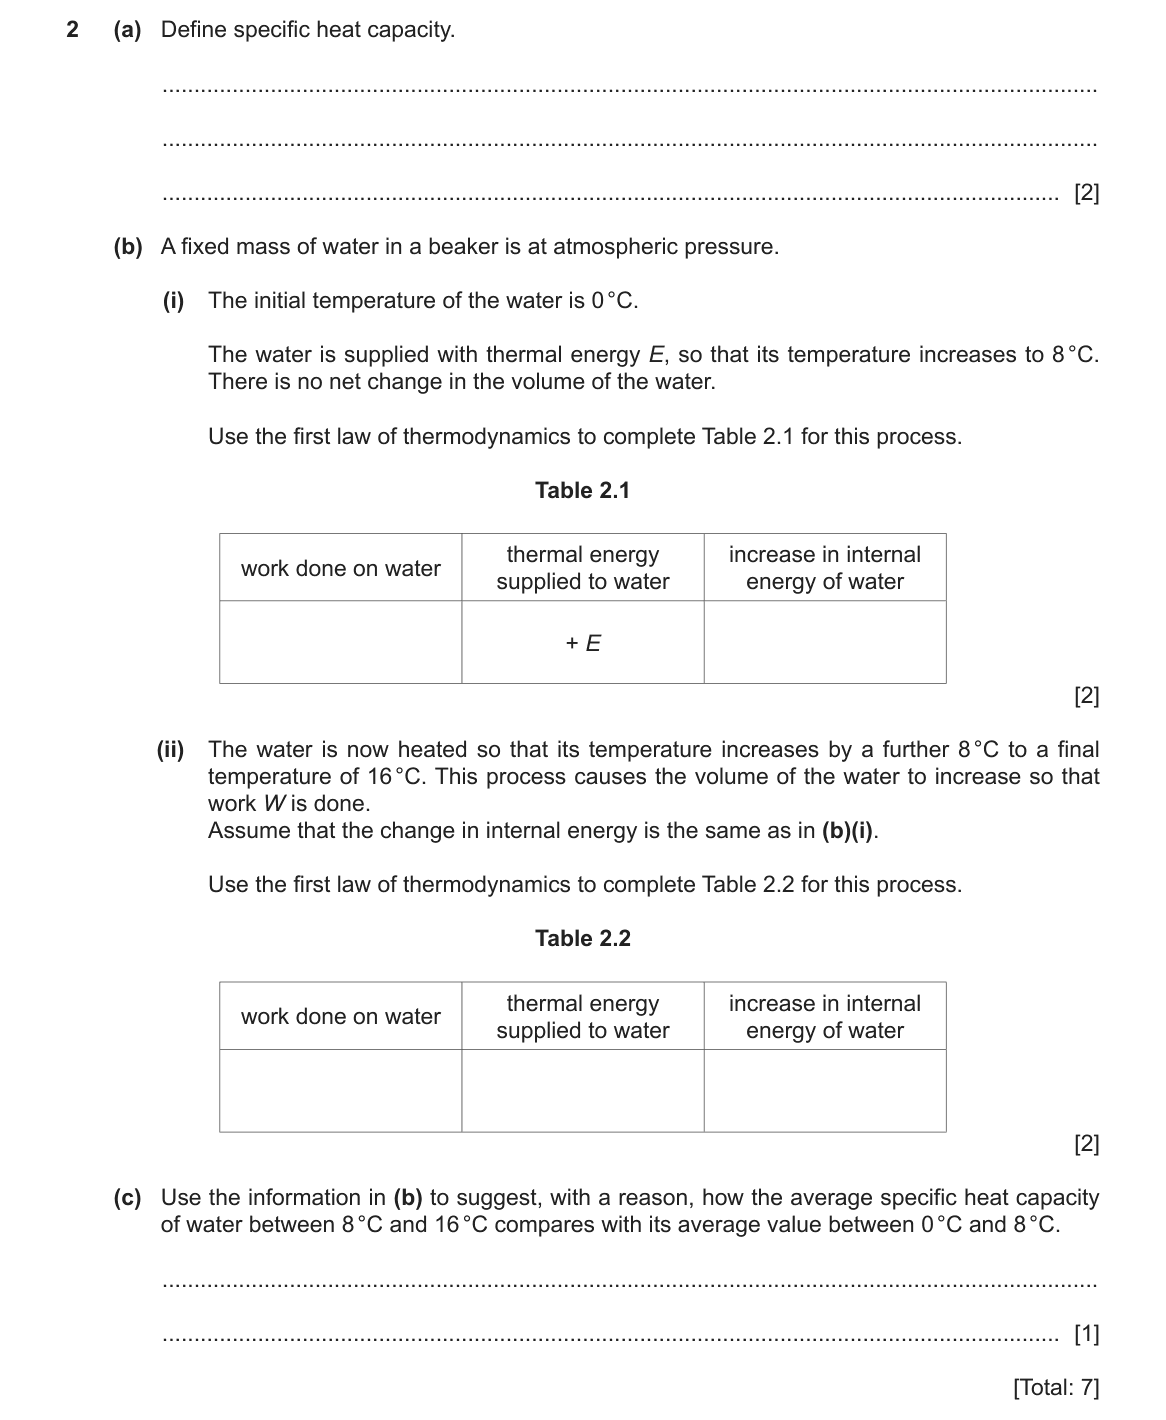 2 (a) Define specific heat capacity.
..........................................................................................................................................
..........................................................................................................................................
.................................................................................................................................... [2]
(b) A fixed mass of water in a beaker is at atmospheric pressure.
(i) The initial temperature of the water is 0 °C.
The water is supplied with thermal energy E, so that its temperature increases to 8 °C.
There is no net change in the volume of the water.
Use the first law of thermodynamics to complete Table 2.1 for this process.
Table 2.1
work done on water
thermal energy
supplied to water
increase in internal
energy of water
+ E
[2]
(ii) The water is now heated so that its temperature increases by a further 8 °C to a final
temperature of 16 °C. This process causes the volume of the water to increase so that
work W is done.
Assume that the change in internal energy is the same as in (b)(i).
Use the first law of thermodynamics to complete Table 2.2 for this process.
Table 2.2
work done on water
thermal energy
supplied to water
increase in internal
energy of water
[2]
(c) Use the information in (b) to suggest, with a reason, how the average specific heat capacity
of water between 8 °C and 16 °C compares with its average value between 0 °C and 8 °C.
..........................................................................................................................................
.................................................................................................................................... [1]
[Total: 7]